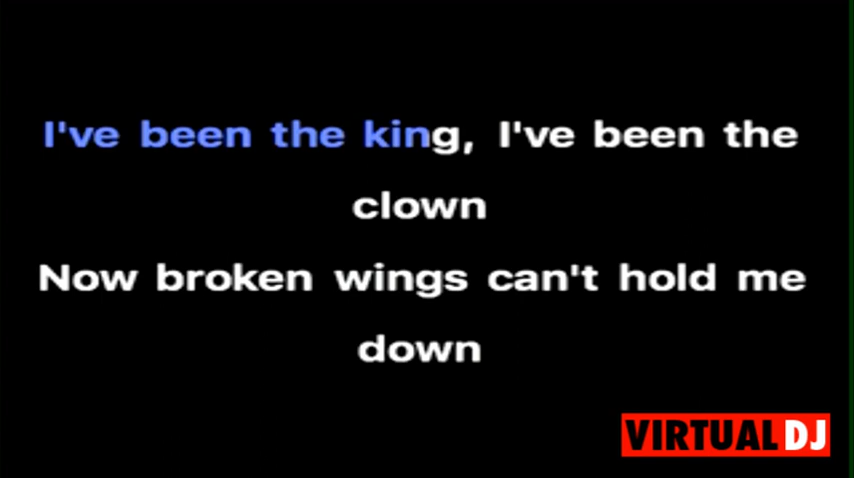 I've been the king, I've been the
clown
Now broken wings can't hold me
down
VIRTUAL DJ